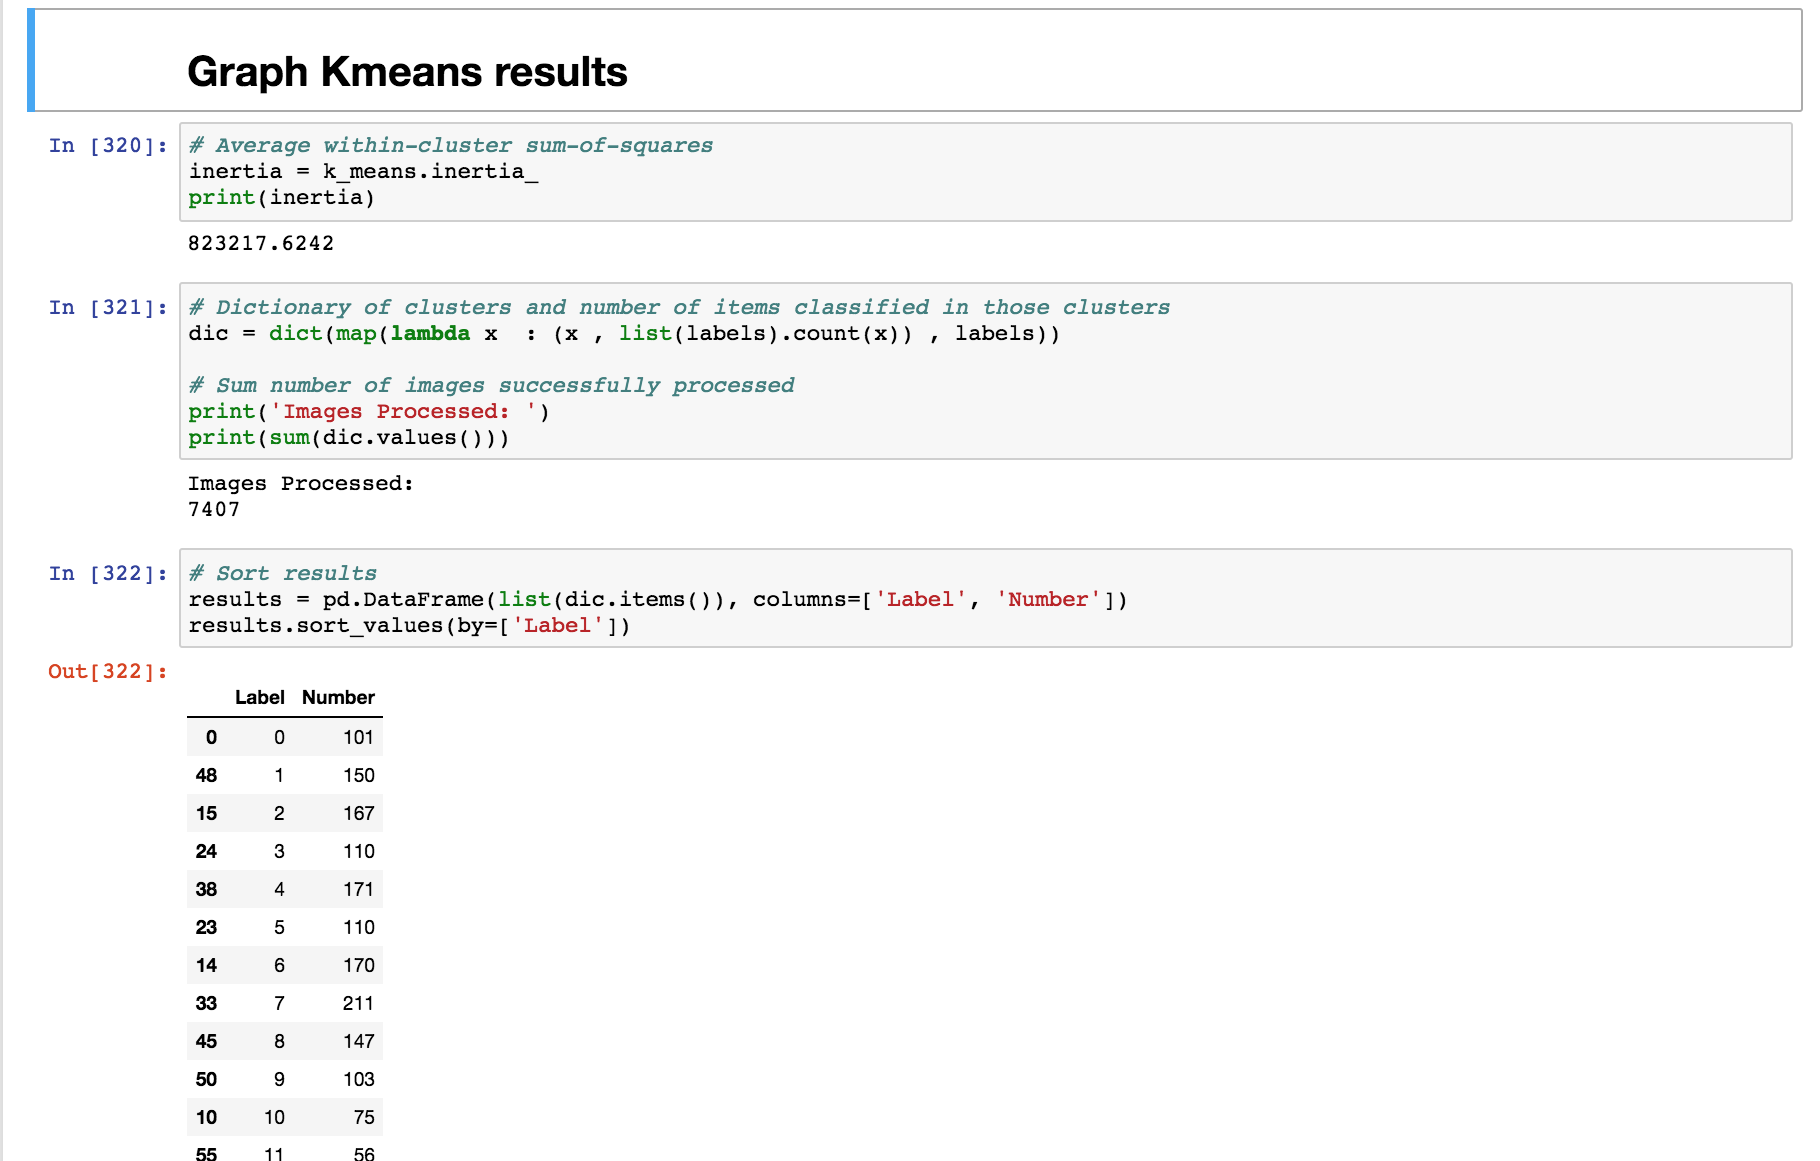 Graph Kmeans results
In [320]:
# Average within-cluster sum-of-squares
inertia = k_means.inertia_
print(inertia)
823217.6242
In [321]:
# Dictionary of clusters and number of items classified in those clusters
dic = dict(map(lambda x  : (x , list(labels).count(x)) , labels))
# Sum number of images successfully processed
print('Images Processed: ')
print(sum(dic.values()))
Images Processed:
7407
In [322]:
# Sort results
results = pd.DataFrame(list(dic.items()), columns=['Label', 'Number'])
results.sort_values(by=['Label'])
Out[322]:
Label Number
0 0 101
48 1 150
15 2 167
24 3 110
38 4 171
23 5 110
14 6 170
33 7 211
45 8 147
50 9 103
10 10 75
55 11 56